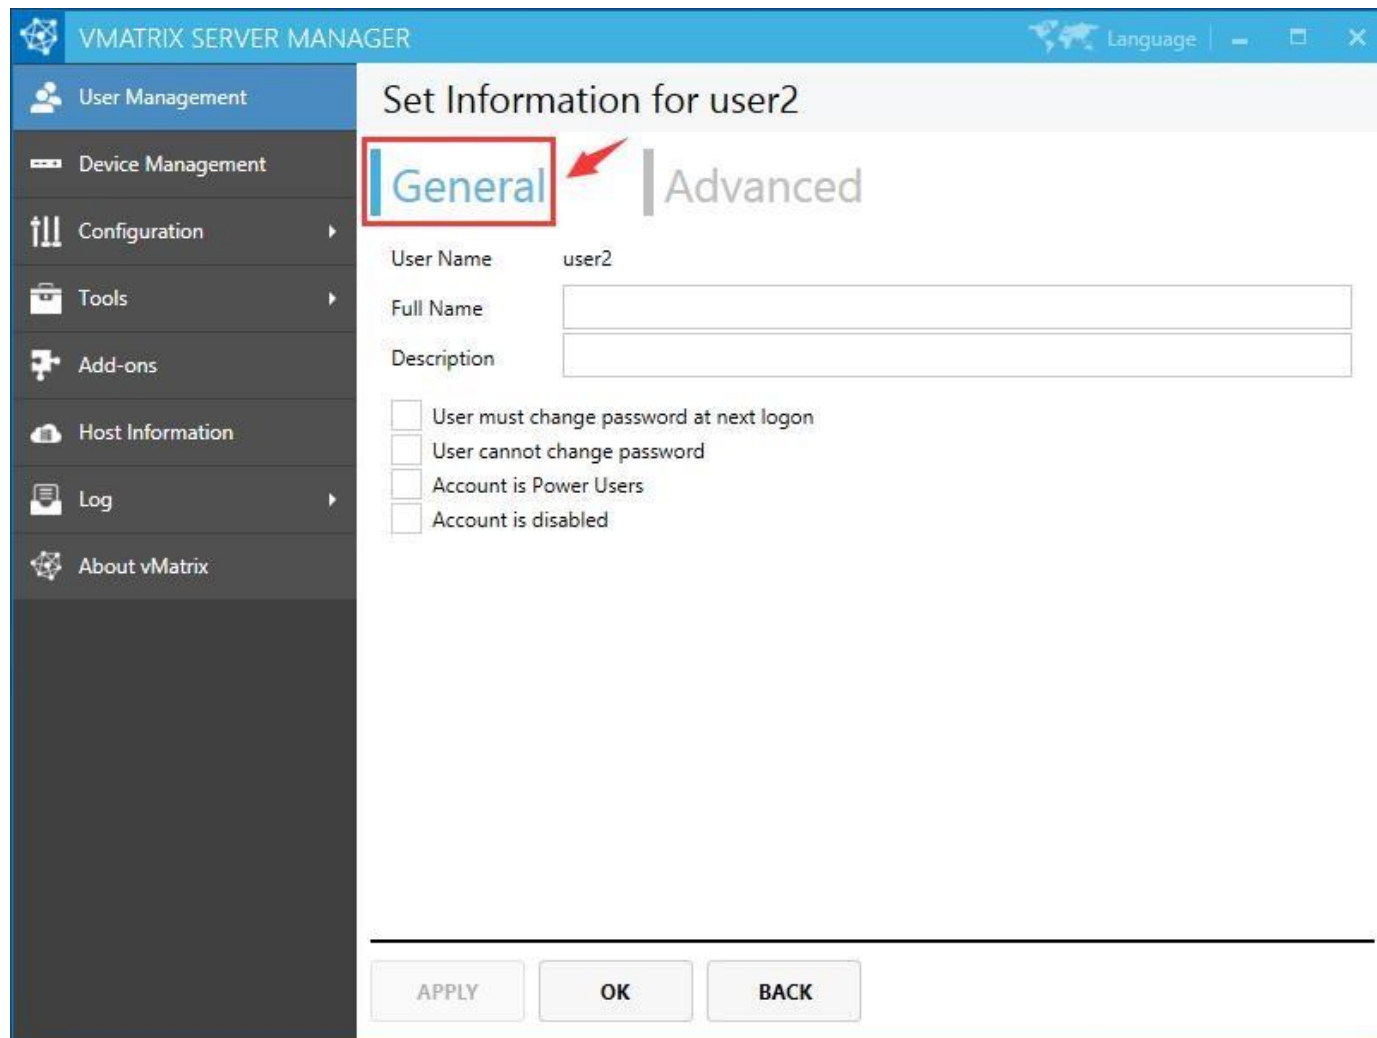 VMATRIX SERVER MANAGER
Language
User Management
Device Management
Configuration
Tools
Add-ons
Host Information
Log
About vMatrix
Set Information for user2
General
Advanced
User Name user2
Full Name
Description
User must change password at next logon
User cannot change password
Account is Power Users
Account is disabled
APPLY OK BACK